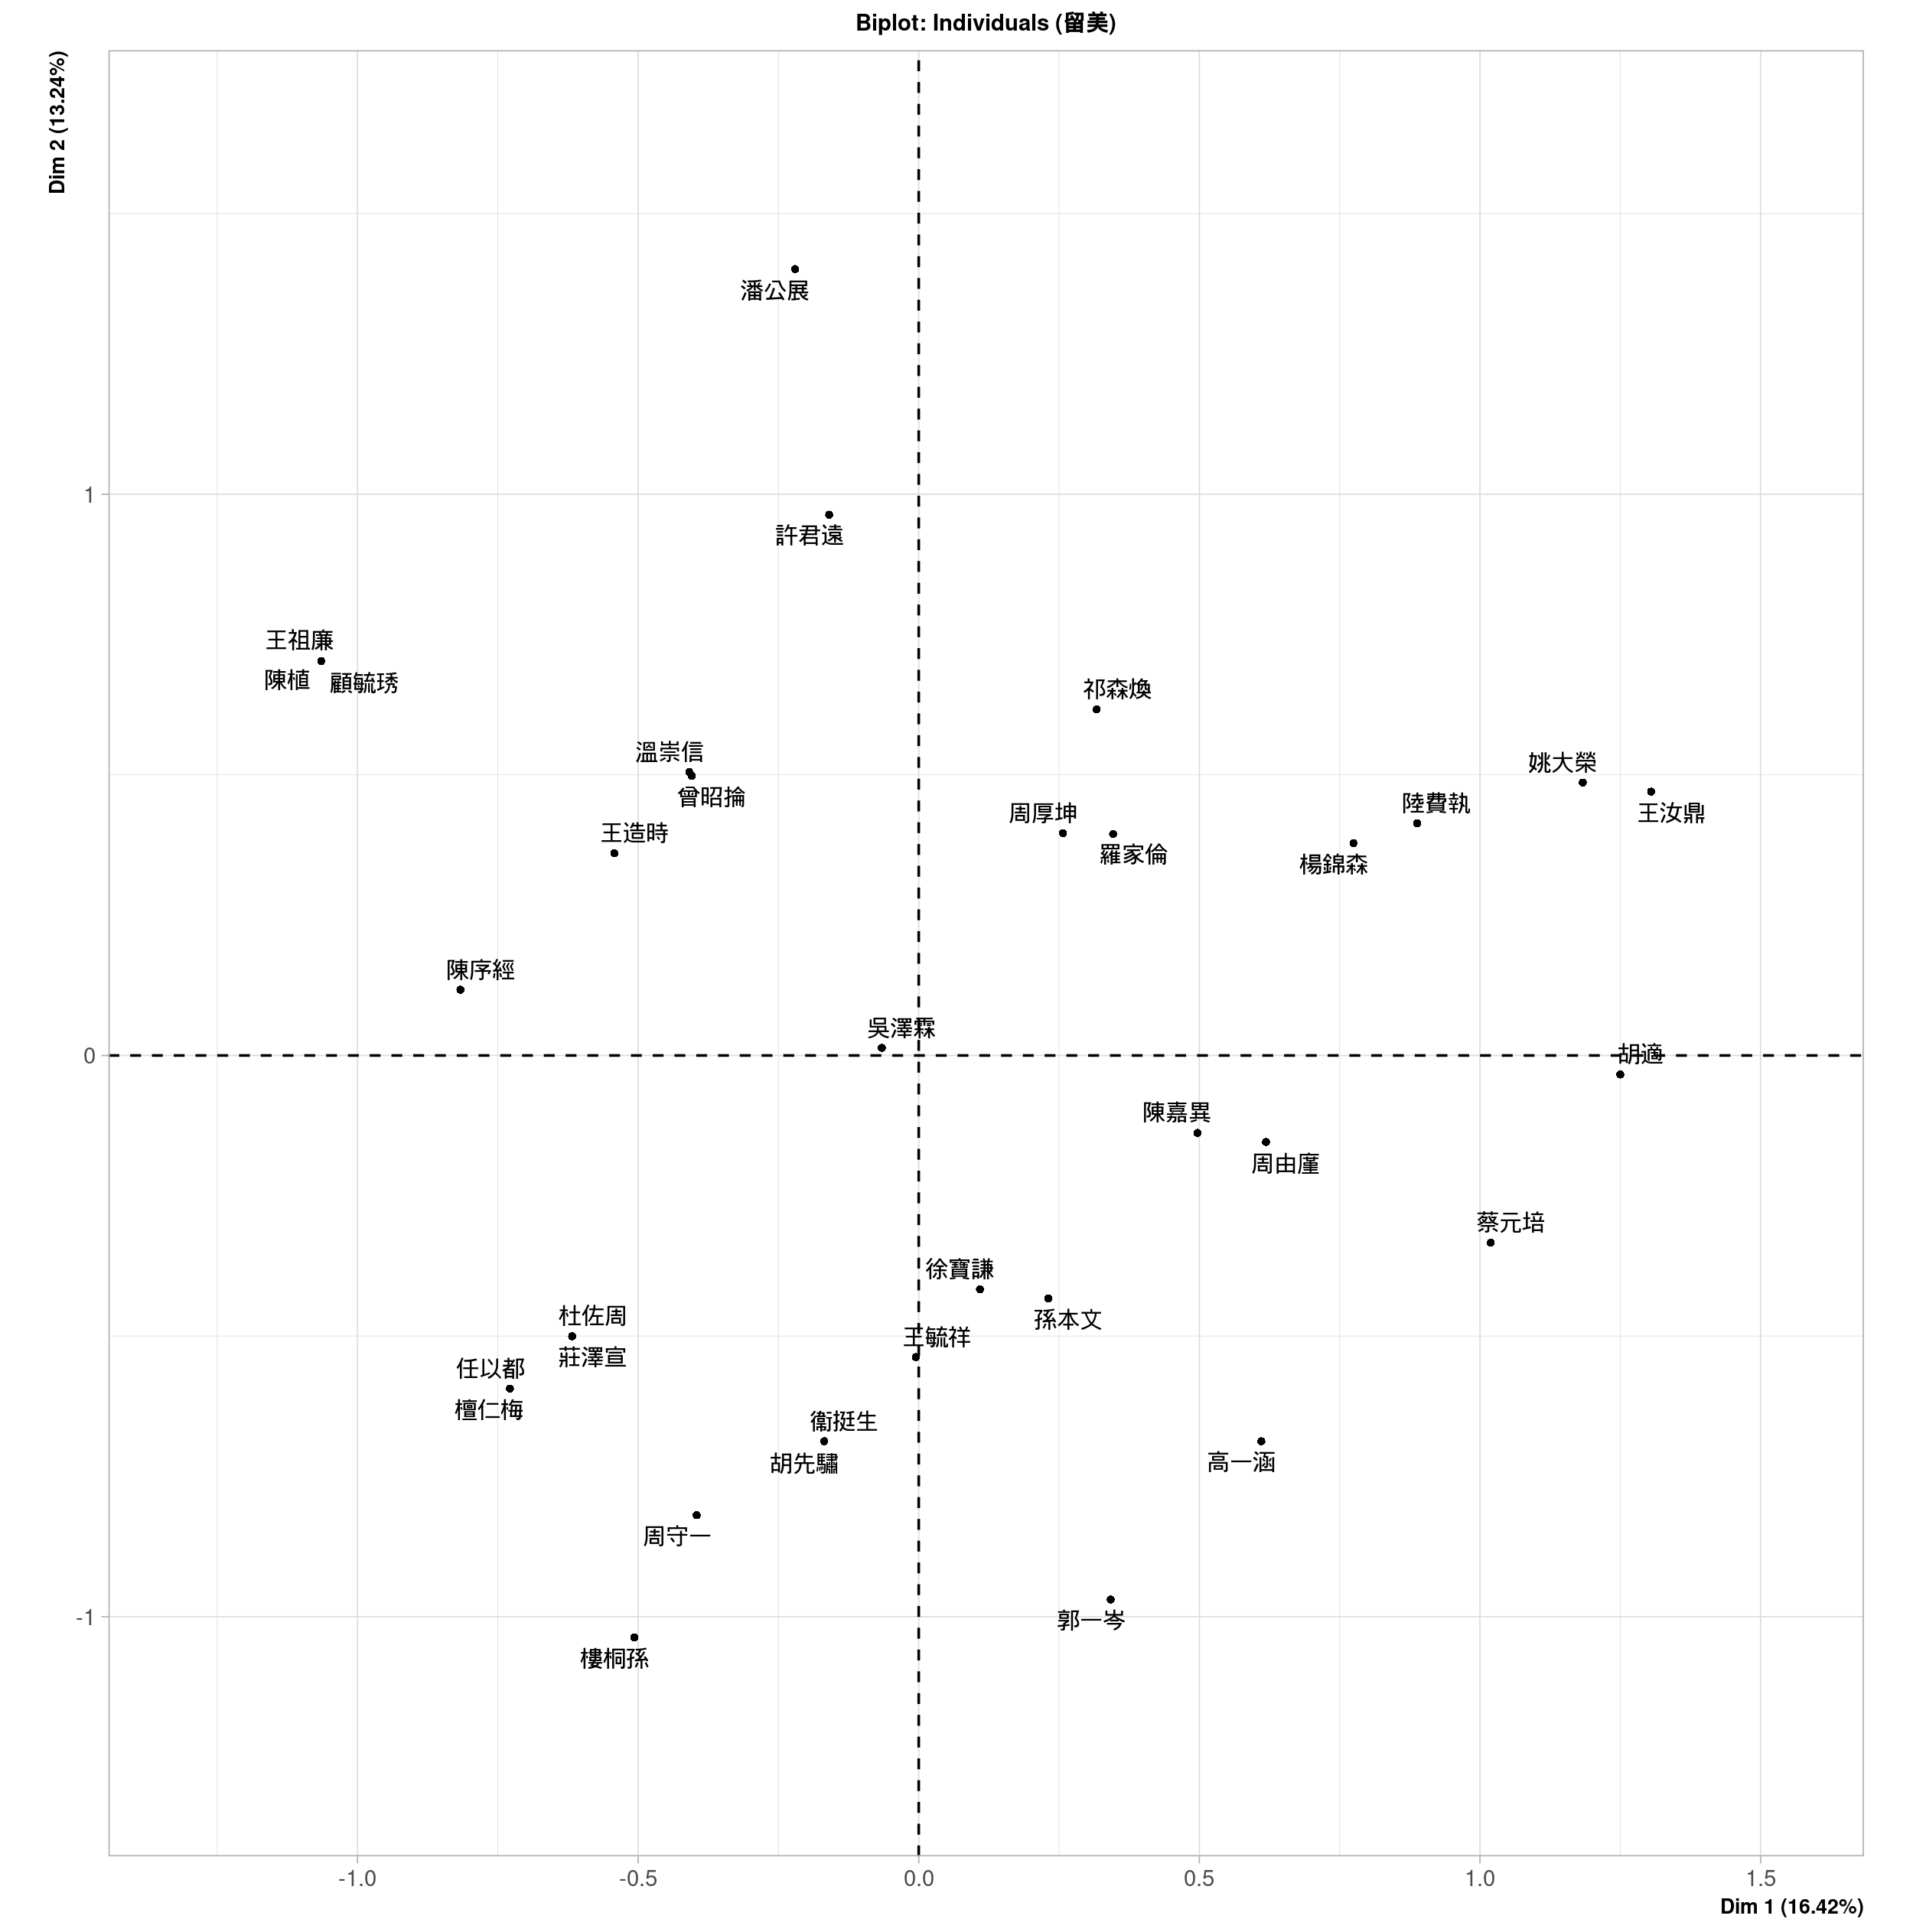 Biplot: Individuals (留美)
Dim 2 (13.24%)
潘公展
1
許君遠
王祖廉
陳植 顧毓琇
祁森煥
溫崇信
姚大榮
曾昭掄
陸費執
周厚坤
王汝鼎
王造時
羅家倫
楊錦森
陳序經
吳澤霖
0
胡適
陳嘉異
周由廑
蔡元培
徐寶謙
杜佐周
孫本文
王毓祥
莊澤宣
任以都
檀仁梅
衞挺生
高一涵
胡先驌
周守一
-1
郭一岑
樓桐孫
-1.0 -0.5 0.0 0.5 1.0 1.5
Dim 1 (16.42%)